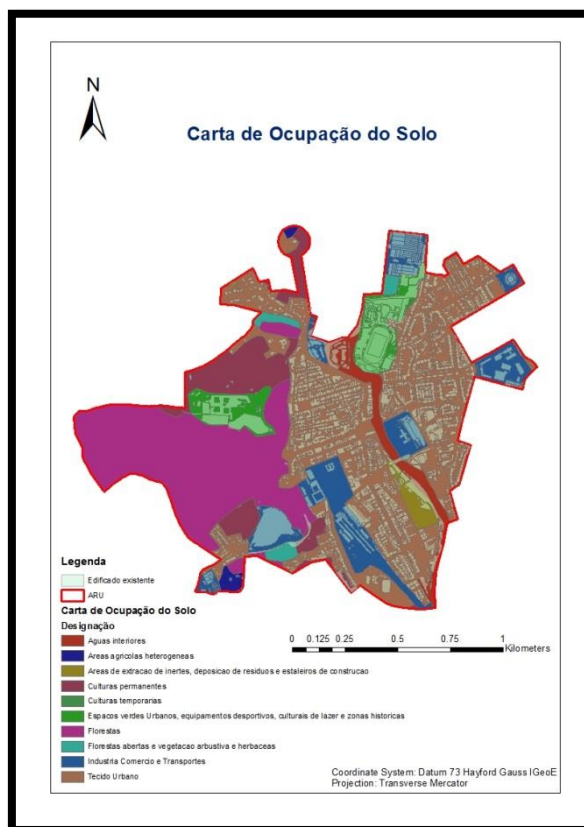 N
Carta de Ocupação do Solo
Legenda
Edificado existente
ARU
Carta de Ocupação do Solo
Designação
Aguas interiores
Areas agricolas heterogeneas
Areas de extracao de inertes, deposicao de residuos e estaleiros de construcao
Culturas permanentes
Culturas temporarias
Espacos verdes Urbanos, equipamentos desportivos, culturais de lazer e zonas historicas
Florestas
Florestas abertas e vegetacao arbustiva e herbaceas
Industria Comercio e Transportes
Tecido Urbano
0 0.125 0.25 0.5 0.75 1
Kilometers
Coordinate System: Datum 73 Hayford Gauss IGeoE
Projection: Transverse Mercator